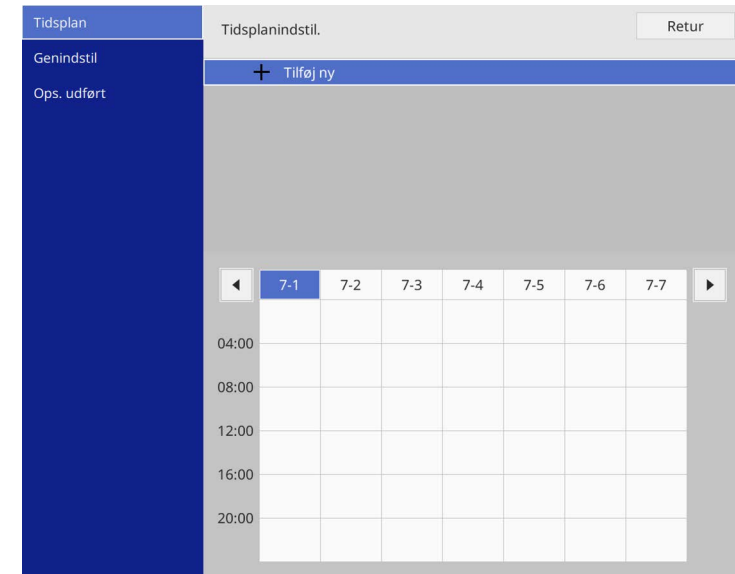 Tidsplan
Genindstil
Ops. udført
Tidsplanindstil.
Retur
Tilføj ny
7-1 7-2 7-3 7-4 7-5 7-6 7-7
04:00
08:00
12:00
16:00
20:00